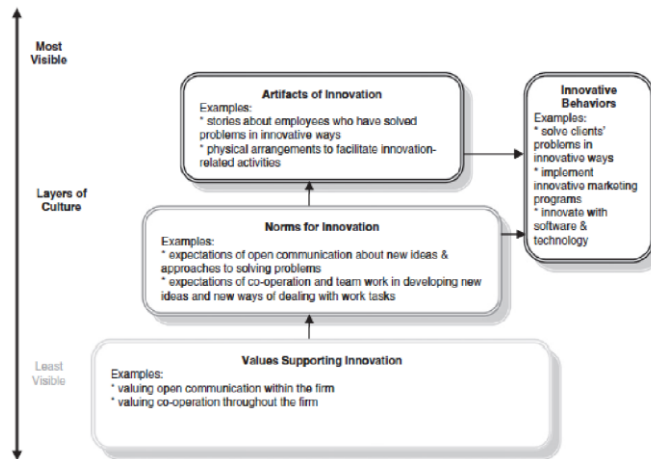 Most
Visible
Artifacts of Innovation
Examples:
* stories about employees who have solved
problems in innovative ways
* physical arrangements to facilitate innovation-
related activities
Innovative
Behaviors
Examples:
* solve clients'
problems in
innovative ways
* implement
innovative marketing
programs
* innovate with
software &
technology
Layers of
Culture
Norms for Innovation
Examples:
* expectations of open communication about new ideas &
approaches to solving problems
* expectations of co-operation and team work in developing new
ideas and new ways of dealing with work tasks
Least
Visible
Values Supporting Innovation
Examples:
* valuing open communication within the firm
* valuing co-operation throughout the firm